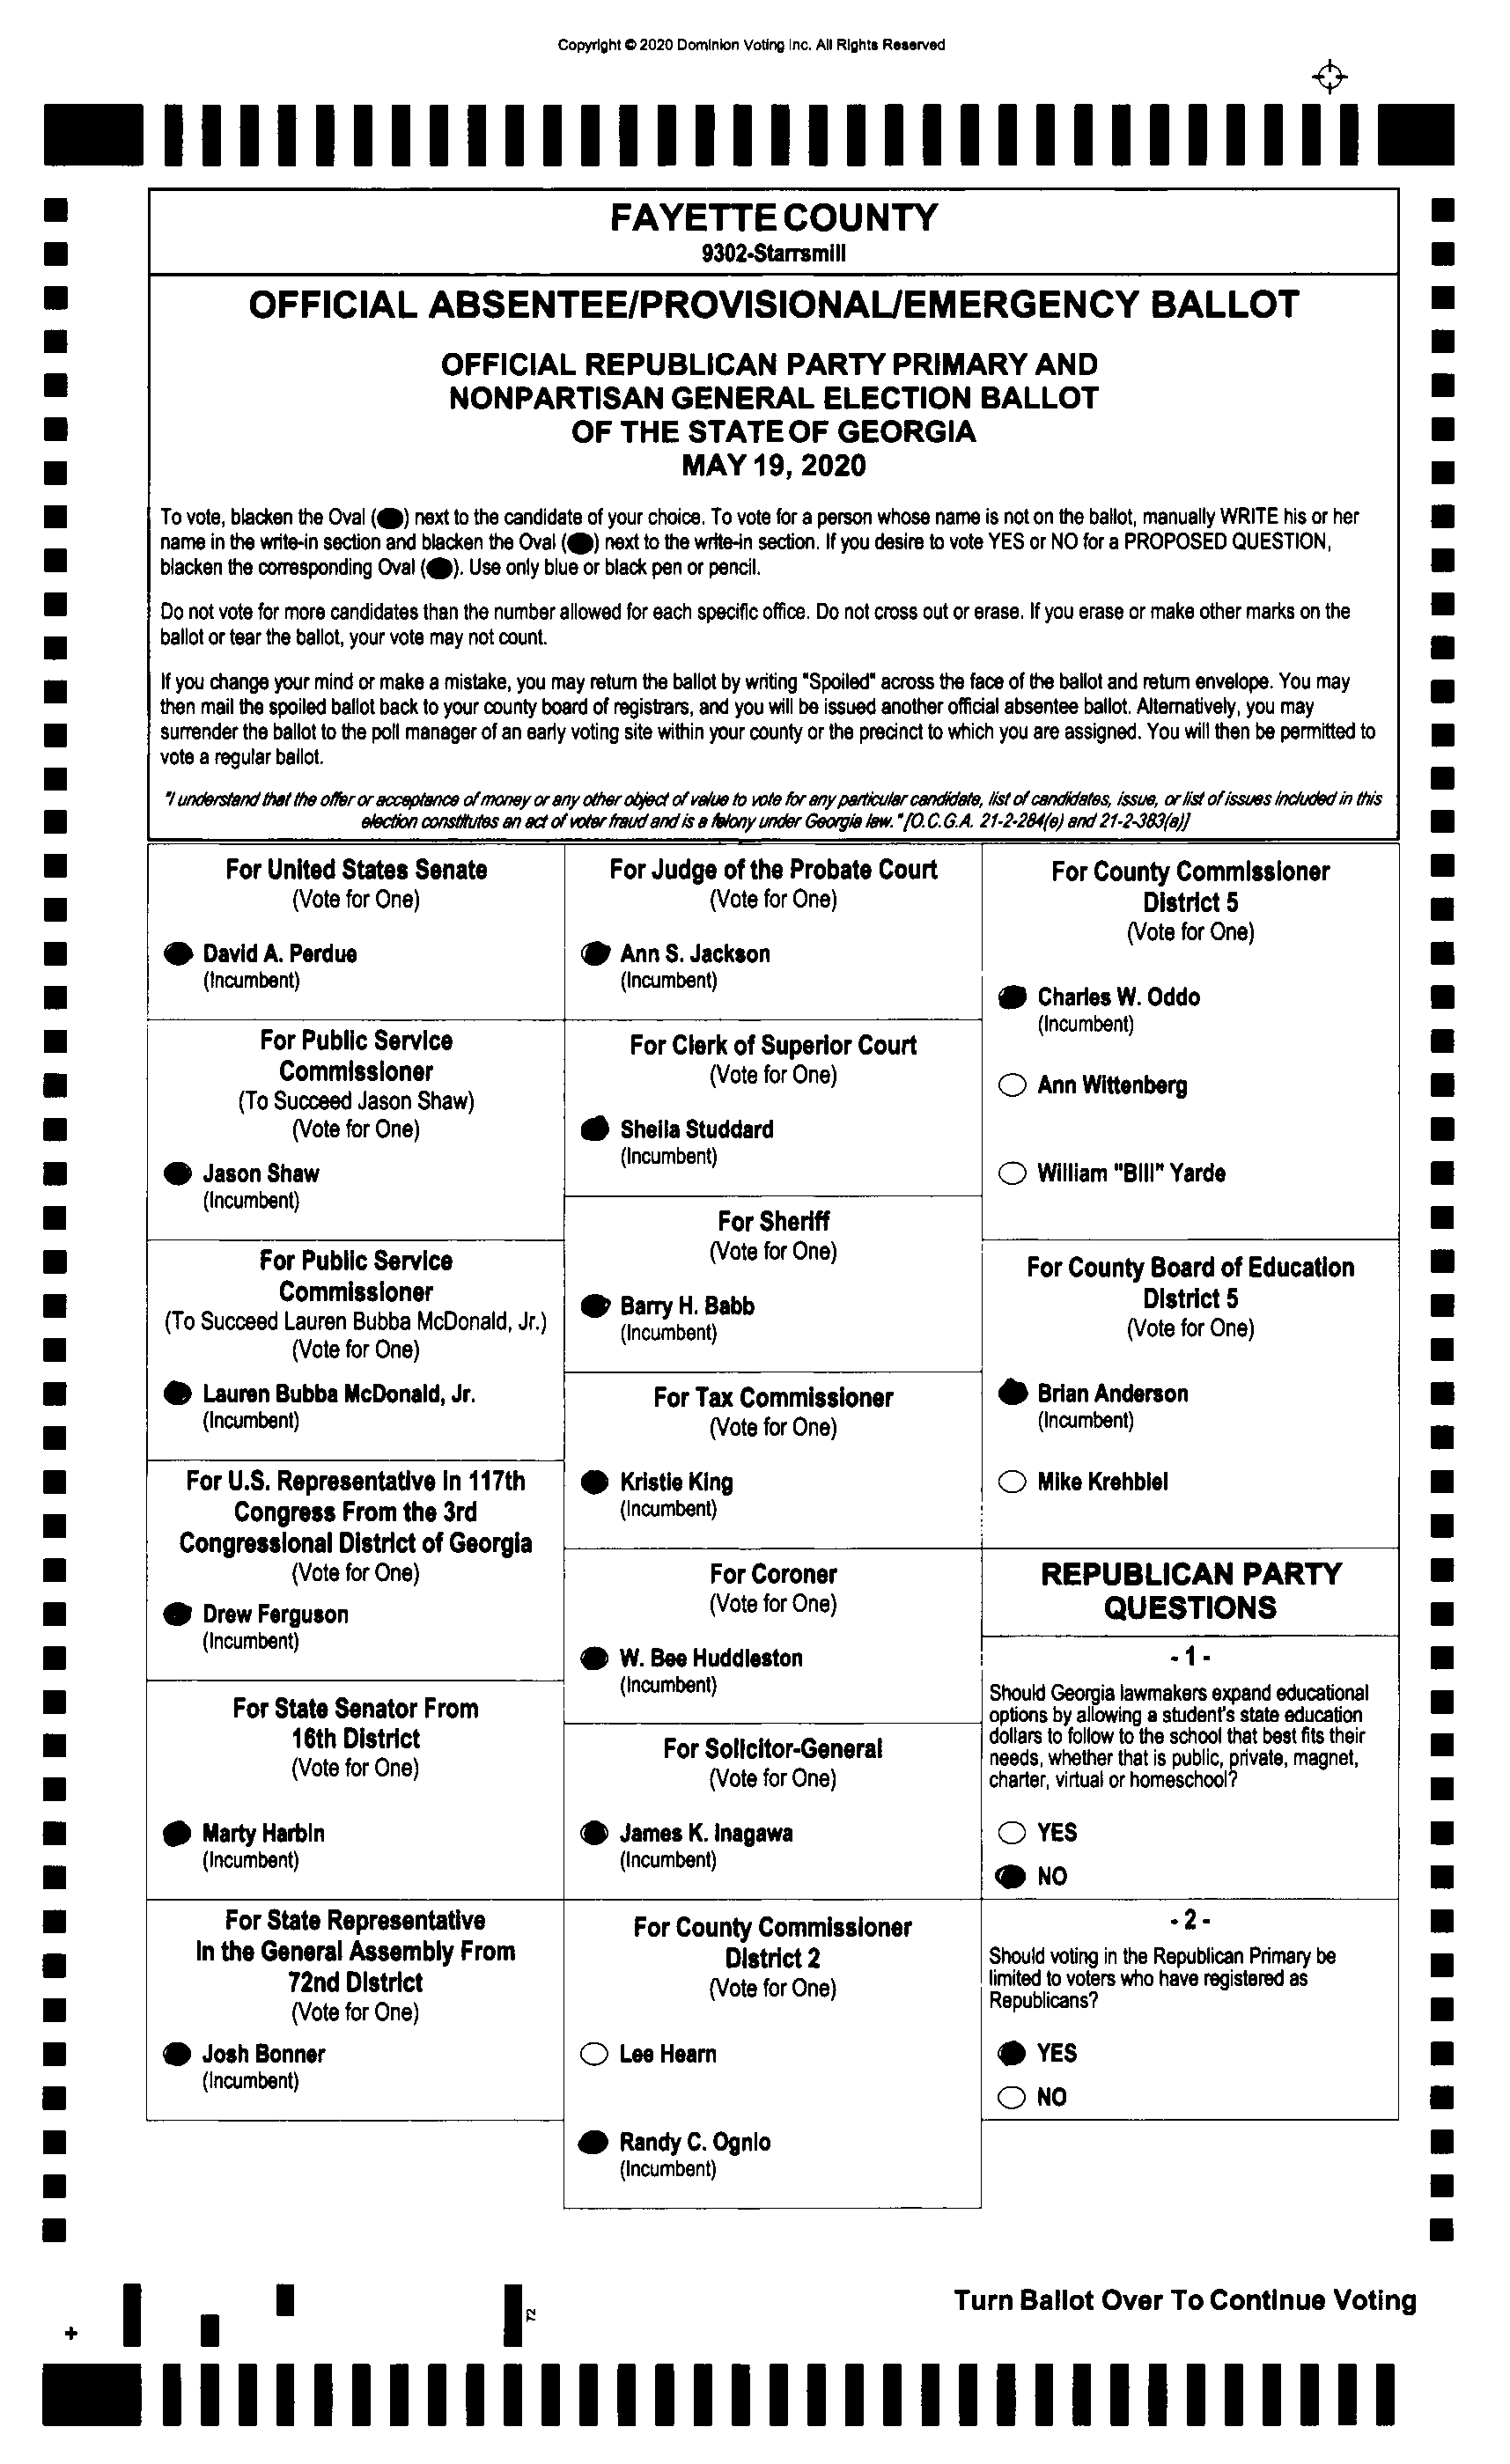 Copyright © 2020 Dominion Voting Inc. All Rights Reserved
FAYETTE COUNTY
9302-Starrsmill
OFFICIAL ABSENTEE/PROVISIONAL/EMERGENCY BALLOT
OFFICIAL REPUBLICAN PARTY PRIMARY AND
NONPARTISAN GENERAL ELECTION BALLOT
OF THE STATE OF GEORGIA
MAY 19, 2020
To vote, blacken the Oval ( ) next to the candidate of your choice. To vote for a person whose name is not on the ballot, manually WRITE his or her
name in the write-in section and blacken the Oval ( ) next to the write-in section. If you desire to vote YES or NO for a PROPOSED QUESTION,
blacken the corresponding Oval ( ). Use only blue or black pen or pencil.
Do not vote for more candidates than the number allowed for each specific office. Do not cross out or erase. If you erase or make other marks on the
ballot or tear the ballot, your vote may not count.
If you change your mind or make a mistake, you may return the ballot by writing "Spoiled" across the face of the ballot and return envelope. You may
then mail the spoiled ballot back to your county board of registrars, and you will be issued another official absentee ballot. Alternatively, you may
surrender the ballot to the poll manager of an early voting site within your county or the precinct to which you are assigned. You will then be permitted to
vote a regular ballot.
"I understand that the offer or acceptance of money or any other object of value to vote for any particular candidate, list of candidates, issue, or list of issues included in this
election constitutes an act of voter fraud and is a felony under Georgia law." [O.C.G.A. 21-2-284(e) and 21-2-383(a)]
For United States Senate
(Vote for One)
David A. Perdue
(Incumbent)
For Public Service
Commissioner
(To Succeed Jason Shaw)
(Vote for One)
Jason Shaw
(Incumbent)
For Public Service
Commissioner
(To Succeed Lauren Bubba McDonald, Jr.)
(Vote for One)
Lauren Bubba McDonald, Jr.
(Incumbent)
For U.S. Representative in 117th
Congress From the 3rd
Congressional District of Georgia
(Vote for One)
Drew Ferguson
(Incumbent)
For State Senator From
16th District
(Vote for One)
Marty Harbin
(Incumbent)
For State Representative
In the General Assembly From
72nd District
(Vote for One)
Josh Bonner
(Incumbent)
For Judge of the Probate Court
(Vote for One)
Ann S. Jackson
(Incumbent)
For Clerk of Superior Court
(Vote for One)
Sheila Studdard
(Incumbent)
For Sheriff
(Vote for One)
Barry H. Babb
(Incumbent)
For Tax Commissioner
(Vote for One)
Kristie King
(Incumbent)
For Coroner
(Vote for One)
W. Bee Huddleston
(Incumbent)
For Solicitor-General
(Vote for One)
James K. Inagawa
(Incumbent)
For County Commissioner
District 2
(Vote for One)
Lee Hearn
Randy C. Ognio
(Incumbent)
For County Commissioner
District 5
(Vote for One)
Charles W. Oddo
(Incumbent)
Ann Wittenberg
William "Bill" Yarde
For County Board of Education
District 5
(Vote for One)
Brian Anderson
(Incumbent)
Mike Krehbiel
REPUBLICAN PARTY
QUESTIONS
- 1 -
Should Georgia lawmakers expand educational
options by allowing a student's state education
dollars to follow to the school that best fits their
needs, whether that is public, private, magnet,
charter, virtual or homeschool?
YES
NO
- 2 -
Should voting in the Republican Primary be
limited to voters who have registered as
Republicans?
YES
NO
Turn Ballot Over To Continue Voting
72